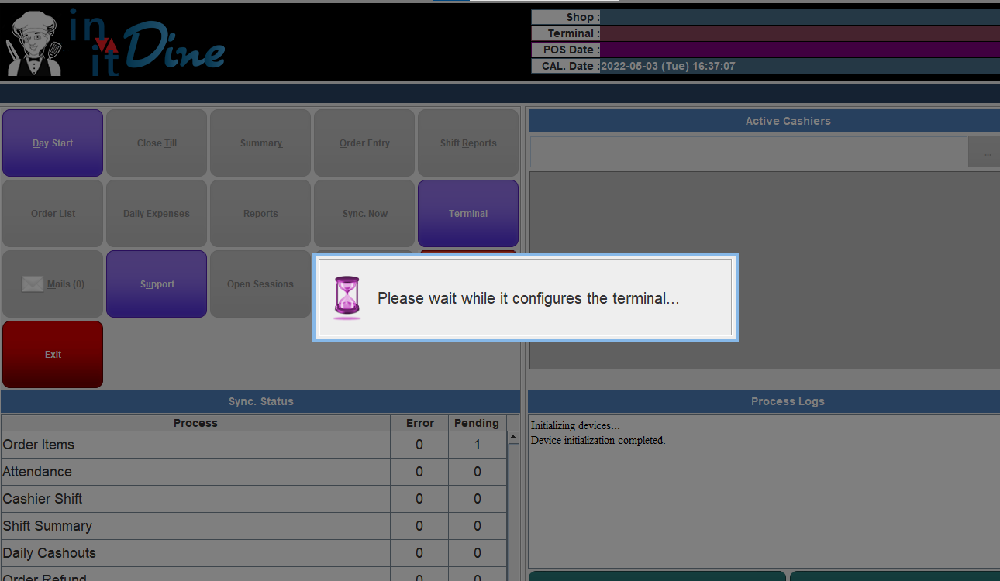 in
it
Dine
Shop :
Terminal :
POS Date :
CAL. Date : 2022-05-03 (Tue) 16:37:07
Day Start
Close Till
Summary
Order Entry
Shift Reports
Order List
Daily Expenses
Reports
Sync. Now
Terminal
Mails (0)
Support
Open Sessions
Exit
Active Cashiers
...
Please wait while it configures the terminal...
Sync. Status
Process Error Pending
Order Items 0 1
Attendance 0 0
Cashier Shift 0 0
Shift Summary 0 0
Daily Cashouts 0 0
Order Refund 0 0
Process Logs
Initializing devices...
Device initialization completed.